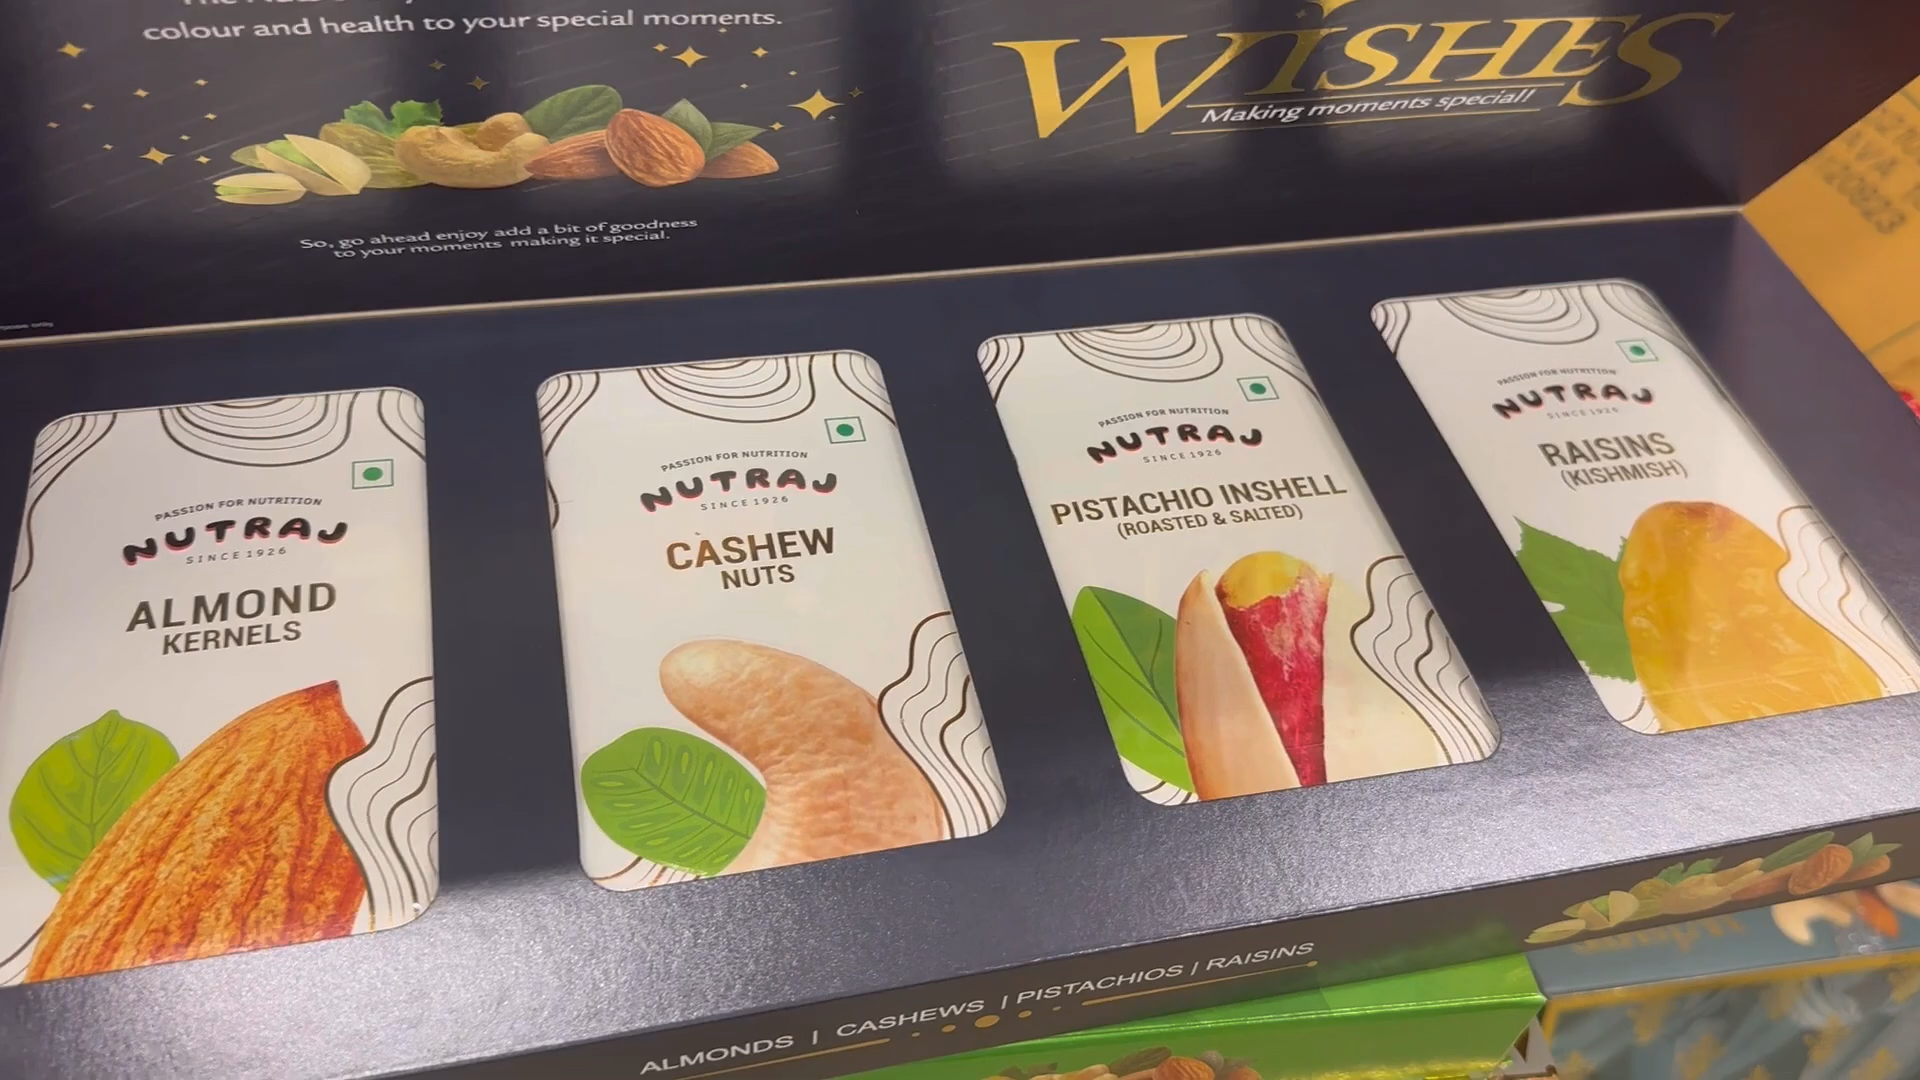 colour and health to your special moments.
WISHES
Making moments special!
So, go ahead enjoy add a bit of goodness
to your moments making it special.
PASSION FOR NUTRITION
NUTRAJ
SINCE 1926
ALMOND
KERNELS
PASSION FOR NUTRITION
NUTRAJ
SINCE 1926
CASHEW
NUTS
PASSION FOR NUTRITION
NUTRAJ
SINCE 1926
PISTACHIO INSHELL
(ROASTED & SALTED)
PASSION FOR NUTRITION
NUTRAJ
SINCE 1926
RAISINS
(KISHMISH)
ALMONDS | CASHEWS | PISTACHIOS | RAISINS